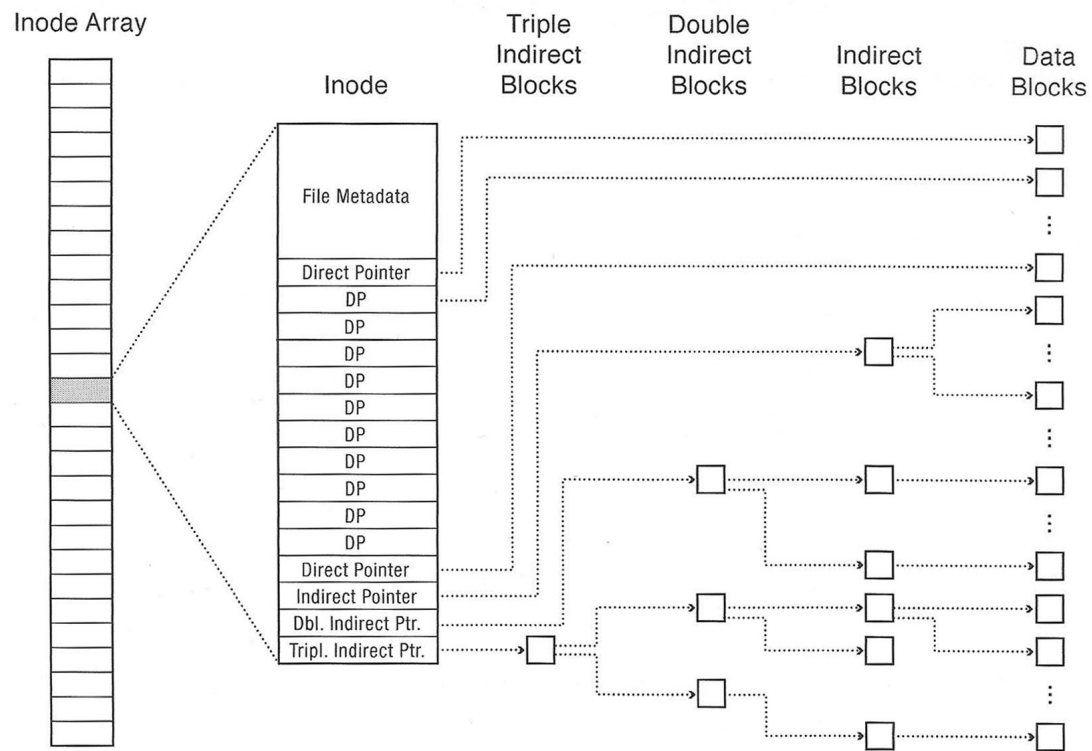 Inode Array
Inode
Triple
Indirect
Blocks
Double
Indirect
Blocks
Indirect
Blocks
Data
Blocks
File Metadata
Direct Pointer
DP
DP
DP
DP
DP
DP
DP
DP
DP
DP
Direct Pointer
Indirect Pointer
Dbl. Indirect Ptr.
Tripl. Indirect Ptr.